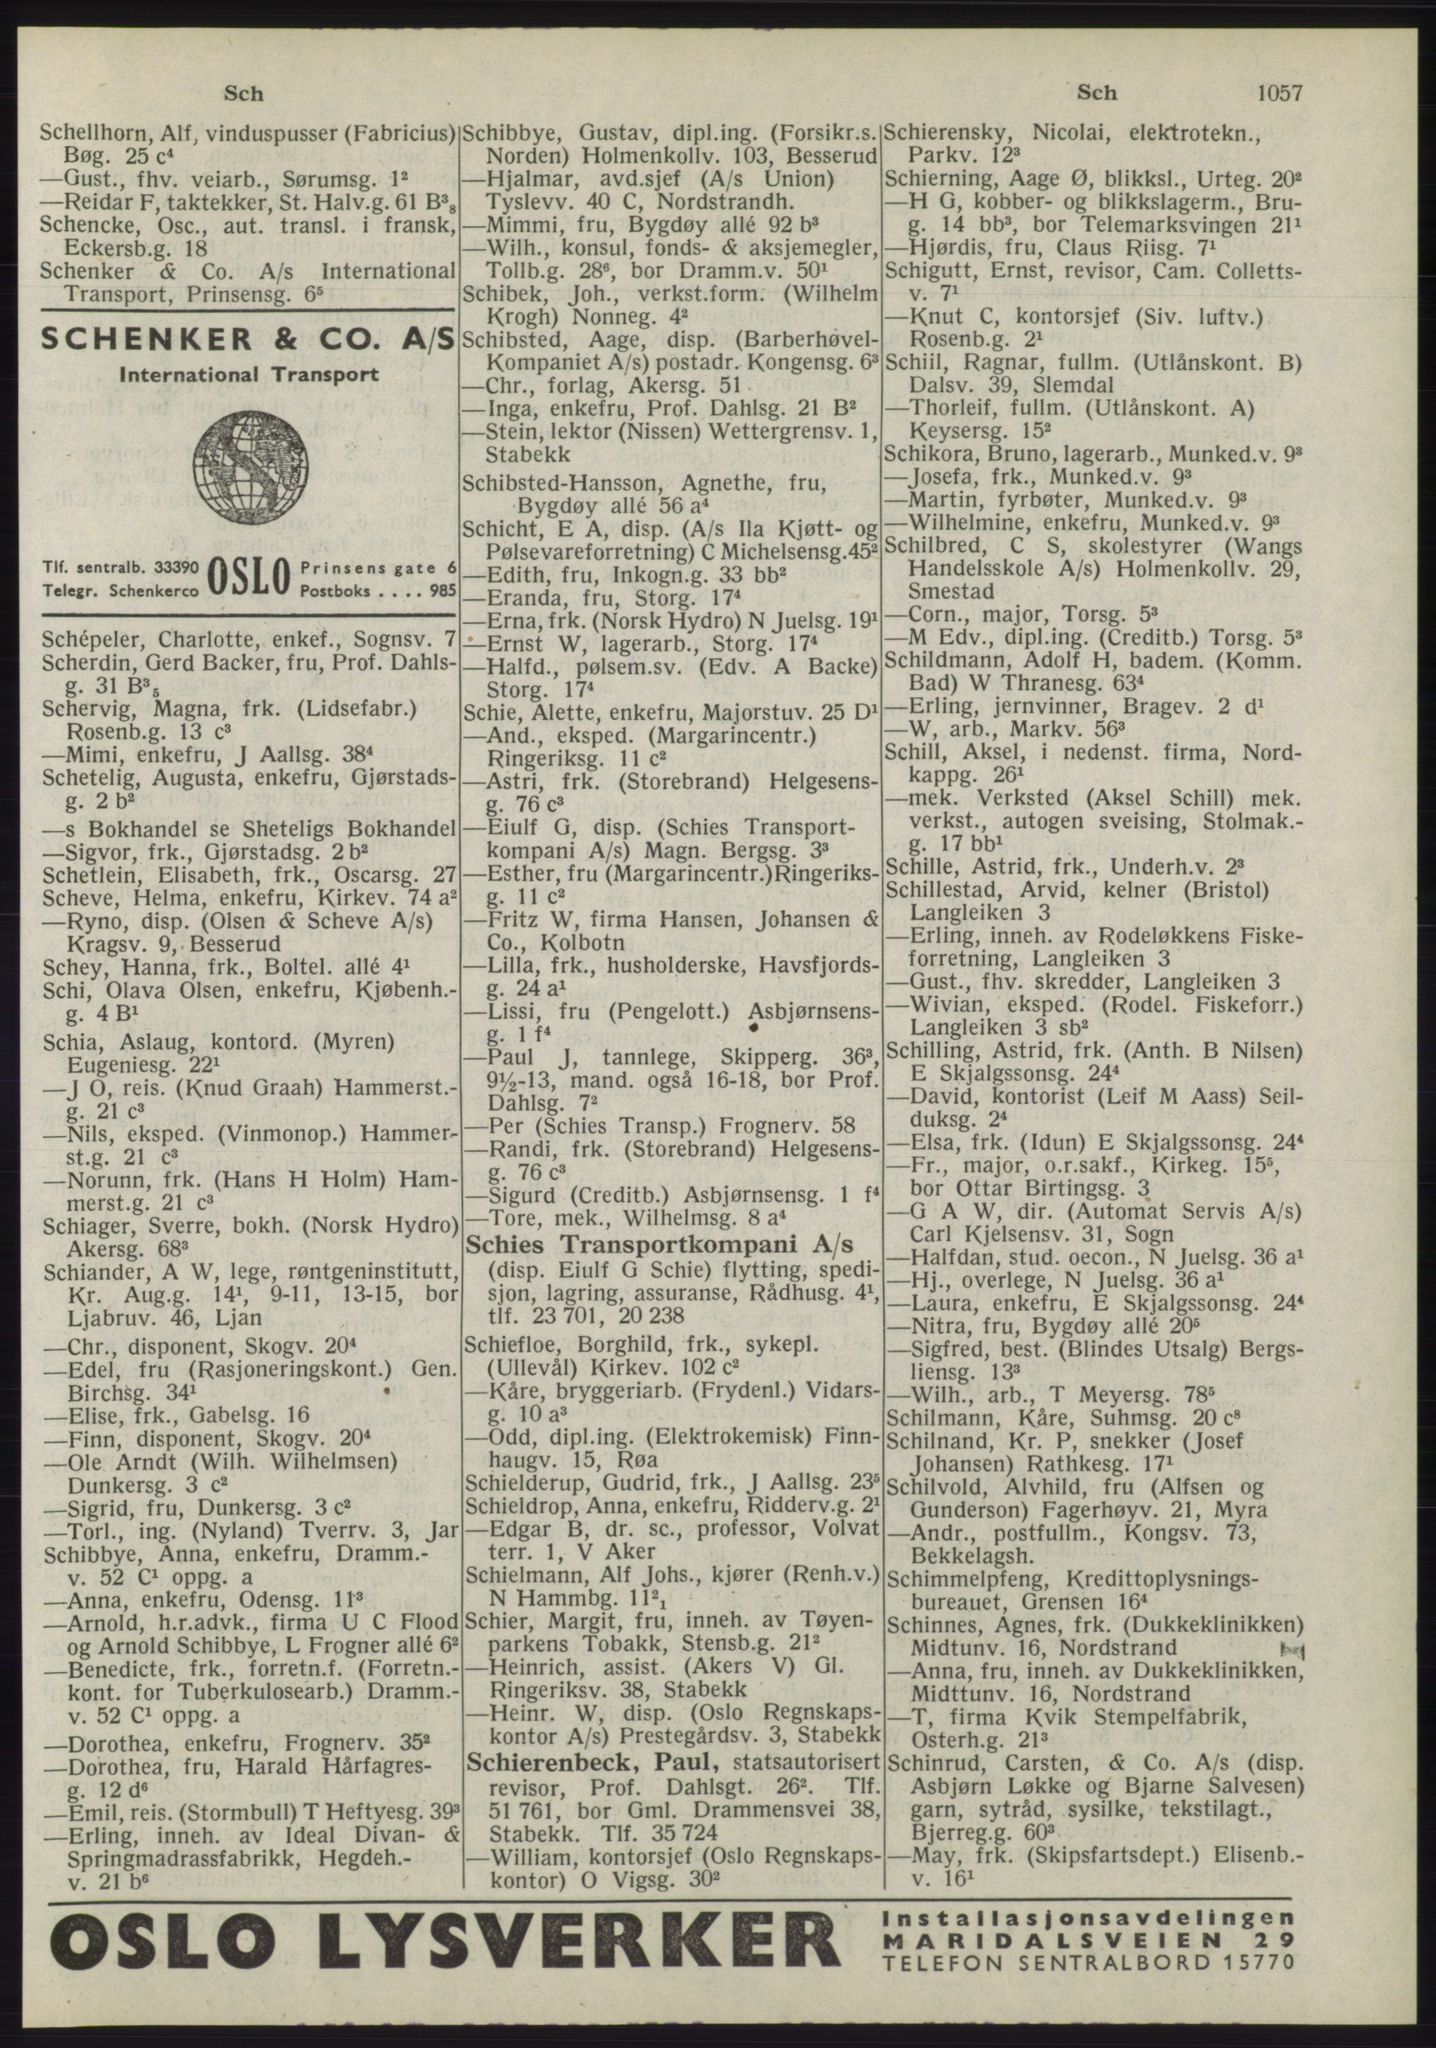 Sch
Sch
1057
Schellhorn, Alf, vinduspusser (Fabricius)
Bøg. 25 c⁴
—Gust., fhv. veiarb., Sørumsg. 1²
—Reidar F, taktekker, St. Halv.g. 61 B³₈
Schencke, Osc., aut. transl. i fransk,
Eckersb.g. 18
Schenker & Co. A/s International
Transport, Prinsensg. 6⁵
SCHENKER & CO. A/S
International Transport
Tlf. sentralb. 33390
Telegr. Schenkerco
OSLO
Prinsens gate 6
Postboks .... 985
Schépeler, Charlotte, enkef., Sognsv. 7
Scherdin, Gerd Backer, fru, Prof. Dahls-
g. 31 B³₅
Schervig, Magna, frk. (Lidsefabr.)
Rosenb.g. 13 c³
—Mimi, enkefru, J Aallsg. 38⁴
Schetelig, Augusta, enkefru, Gjørstads-
g. 2 b²
—s Bokhandel se Sheteligs Bokhandel
—Sigvor, frk., Gjørstadsg. 2 b²
Schetlein, Elisabeth, frk., Oscarsg. 27
Scheve, Helma, enkefru, Kirkev. 74 a²
—Ryno, disp. (Olsen & Scheve A/s)
Kragsv. 9, Besserud
Schey, Hanna, frk., Boltel. allé 4¹
Schi, Olava Olsen, enkefru, Kjøbenh.-
g. 4 B¹
Schia, Aslaug, kontord. (Myren)
Eugeniesg. 22¹
—J O, reis. (Knud Graah) Hammerst.-
g. 21 c³
—Nils, eksped. (Vinmonop.) Hammer-
st.g. 21 c³
—Norunn, frk. (Hans H Holm) Ham-
merst.g. 21 c³
Schiager, Sverre, bokh. (Norsk Hydro)
Akersg. 68³
Schiander, A W, lege, røntgeninstitutt,
Kr. Aug.g. 14¹, 9-11, 13-15, bor
Ljabruv. 46, Ljan
—Chr., disponent, Skogv. 20⁴
—Edel, fru (Rasjoneringskont.) Gen.
Birchsg. 34¹
—Elise, frk., Gabelsg. 16
—Finn, disponent, Skogv. 20⁴
—Ole Arndt (Wilh. Wilhelmsen)
Dunkersg. 3 c²
—Sigrid, fru, Dunkersg. 3 c²
—Torl., ing. (Nyland) Tverrv. 3, Jar
Schibbye, Anna, enkefru, Dramm.-
v. 52 C¹ oppg. a
—Anna, enkefru, Odensg. 11³
—Arnold, h.r.advk., firma U C Flood
og Arnold Schibbye, L Frogner allé 6²
—Benedicte, frk., forretn.f. (Forretn.-
kont. for Tuberkulosearb.) Dramm.-
v. 52 C¹ oppg. a
—Dorothea, enkefru, Frognerv. 35²
—Dorothea, fru, Harald Hårfagres-
g. 12 d⁶
—Emil, reis. (Stormbull) T Heftyesg. 39³
—Erling, inneh. av Ideal Divan- &
Springmadrassfabrikk, Hegdeh.-
v. 21 b⁶
Schibbye, Gustav, dipl.ing. (Forsikr.s.
Norden) Holmenkollv. 103, Besserud
—Hjalmar, avd.sjef (A/s Union)
Tyslevv. 40 C, Nordstrandh.
—Mimmi, fru, Bygdøy allé 92 b³
—Wilh., konsul, fonds- & aksjemegler,
Tollb.g. 28⁶, bor Dramm.v. 50¹
Schibek, Joh., verkst.form. (Wilhelm
Krogh) Nonneg. 4²
Schibsted, Aage, disp. (Barberhøvel-
Kompaniet A/s) postadr. Kongensg. 6³
—Chr., forlag, Akersg. 51
—Inga, enkefru, Prof. Dahlsg. 21 B²
—Stein, lektor (Nissen) Wettergrensv. 1,
Stabekk
Schibsted-Hansson, Agnethe, fru,
Bygdøy allé 56 a⁴
Schicht, E A, disp. (A/s Ila Kjøtt- og
Pølsevareforretning) C Michelsensg. 45²
—Edith, fru, Inkogn.g. 33 bb²
—Eranda, fru, Storg. 17⁴
—Erna, frk. (Norsk Hydro) N Juelsg. 19¹
—Ernst W, lagerarb., Storg. 17⁴
—Halfd., pølsem.sv. (Edv. A Backe)
Storg. 17⁴
Schie, Alette, enkefru, Majorstuv. 25 D¹
—And., eksped. (Margarincentr.)
Ringeriksg. 11 c²
—Astri, frk. (Storebrand) Helgesens-
g. 76 c³
—Eiulf G, disp. (Schies Transport-
kompani A/s) Magn. Bergsg. 3³
—Esther, fru (Margarincentr.) Ringeriks-
g. 11 c²
—Fritz W, firma Hansen, Johansen &
Co., Kolbotn
—Lilla, frk., husholderske, Havsfjords-
g. 24 a¹
—Lissi, fru (Pengelott.) Asbjørnsens-
g. 1 f⁴
—Paul J, tannlege, Skipperg. 36³,
9½-13, mand. også 16-18, bor Prof.
Dahlsg. 7²
—Per (Schies Transp.) Frognerv. 58
—Randi, frk. (Storebrand) Helgesens-
g. 76 c³
—Sigurd (Creditb.) Asbjørnsensg. 1 f⁴
—Tore, mek., Wilhelmsg. 8 a⁴
Schies Transportkompani A/s
(disp. Eiulf G Schie) flytting, spedi-
sjon, lagring, assuranse, Rådhusg. 4¹,
tlf. 23 701, 20 238
Schiefloe, Borghild, frk., sykepl.
(Ullevål) Kirkev. 102 c²
—Kåre, bryggeriarb. (Frydenl.) Vidars-
g. 10 a³
—Odd, dipl.ing. (Elektrokemisk) Finn-
haugv. 15, Røa
Schielderup, Gudrid, frk., J Aallsg. 23⁵
Schieldrop, Anna, enkefru, Ridderv.g. 2¹
—Edgar B, dr. sc., professor, Volvat
terr. 1, V Aker
Schielmann, Alf Johs., kjører (Renh.v.)
N Hammbg. 11²₁
Schier, Margit, fru, inneh. av Tøyen-
parkens Tobakk, Stensb.g. 21²
—Heinrich, assist. (Akers V) Gl.
Ringeriksv. 38, Stabekk
—Heinr. W, disp. (Oslo Regnskaps-
kontor A/s) Prestegårdsv. 3, Stabekk
Schierenbeck, Paul, statsautorisert
revisor, Prof. Dahlsgt. 26². Tlf.
51 761, bor Gml. Drammensvei 38,
Stabekk. Tlf. 35 724
—William, kontorsjef (Oslo Regnskaps-
kontor) O Vigsg. 30²
Schierensky, Nicolai, elektrotekn.,
Parkv. 12³
Schierning, Aage Ø, blikksl., Urteg. 20²
—H G, kobber- og blikkslagerm., Bru-
g. 14 bb³, bor Telemarksvingen 21¹
—Hjørdis, fru, Claus Riisg. 7¹
Schigutt, Ernst, revisor, Cam. Colletts-
v. 7¹
—Knut C, kontorsjef (Siv. luftv.)
Rosenb.g. 2¹
Schiil, Ragnar, fullm. (Utlånskont. B)
Dalsv. 39, Slemdal
—Thorleif, fullm. (Utlånskont. A)
Keysersg. 15²
Schikora, Bruno, lagerarb., Munked.v. 9³
—Josefa, frk., Munked.v. 9³
—Martin, fyrbøter, Munked.v. 9³
—Wilhelmine, enkefru, Munked.v. 9³
Schilbred, C S, skolestyrer (Wangs
Handelsskole A/s) Holmenkollv. 29,
Smestad
—Corn., major, Torsg. 5³
—M Edv., dipl.ing. (Creditb.) Torsg. 5³
Schildmann, Adolf H, badem. (Komm.
Bad) W Thranesg. 63⁴
—Erling, jernvinner, Bragev. 2 d¹
—W, arb., Markv. 56³
Schill, Aksel, i nedenst. firma, Nord-
kappg. 26¹
—mek. Verksted (Aksel Schill) mek.
verkst., autogen sveising, Stolmak.-
g. 17 bb¹
Schille, Astrid, frk., Underh.v. 2³
Schillestad, Arvid, kelner (Bristol)
Langleiken 3
—Erling, inneh. av Rodeløkkens Fiske-
forretning, Langleiken 3
—Gust., fhv. skredder, Langleiken 3
—Wivian, eksped. (Rodel. Fiskeforr.)
Langleiken 3 sb²
Schilling, Astrid, frk. (Anth. B Nilsen)
E Skjalgssonsg. 24⁴
—David, kontorist (Leif M Aass) Seil-
duksg. 2⁴
—Elsa, frk. (Idun) E Skjalgssonsg. 24⁴
—Fr., major, o.r.sakf., Kirkeg. 15⁵,
bor Ottar Birtingsg. 3
—G A W, dir. (Automat Servis A/s)
Carl Kjelsensv. 31, Sogn
—Halfdan, stud. oecon., N Juelsg. 36 a¹
—Hj., overlege, N Juelsg. 36 a¹
—Laura, enkefru, E Skjalgssonsg. 24⁴
—Nitra, fru, Bygdøy allé 20⁵
—Sigfred, best. (Blindes Utsalg) Bergs-
liensg. 13³
—Wilh., arb., T Meyersg. 78⁵
Schilmann, Kåre, Suhmsg. 20 c⁸
Schilnand, Kr. P, snekker (Josef
Johansen) Rathkesg. 17¹
Schilvold, Alvhild, fru (Alfsen og
Gunderson) Fagerhøyv. 21, Myra
—Andr., postfullm., Kongsv. 73,
Bekkelagsh.
Schimmelpfeng, Kredittoplysnings-
bureauet, Grensen 16⁴
Schinnes, Agnes, frk. (Dukkeklinikken)
Midtunv. 16, Nordstrand
—Anna, fru, inneh. av Dukkeklinikken,
Midttunv. 16, Nordstrand
—T, firma Kvik Stempelfabrik,
Osterh.g. 21³
Schinrud, Carsten, & Co. A/s (disp.
Asbjørn Løkke og Bjarne Salvesen)
garn, sytråd, sysilke, tekstilagt.,
Bjerreg.g. 60³
—May, frk. (Skipsfartsdept.) Elisenb.-
v. 16¹
OSLO LYSVERKER
Installasjonsavdelingen
MARIDALSVEIEN 29
TELEFON SENTRALBORD 15770